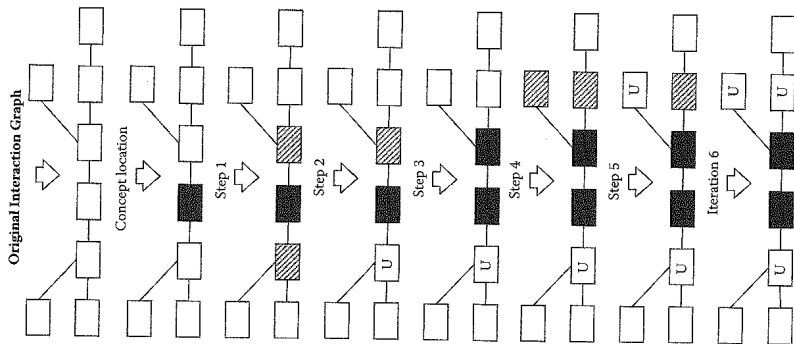 Original Interaction Graph
Concept location
Step 1
Step 2
U
Step 3
U
Step 4
U
Step 5
U
U
Iteration 6
U
U U